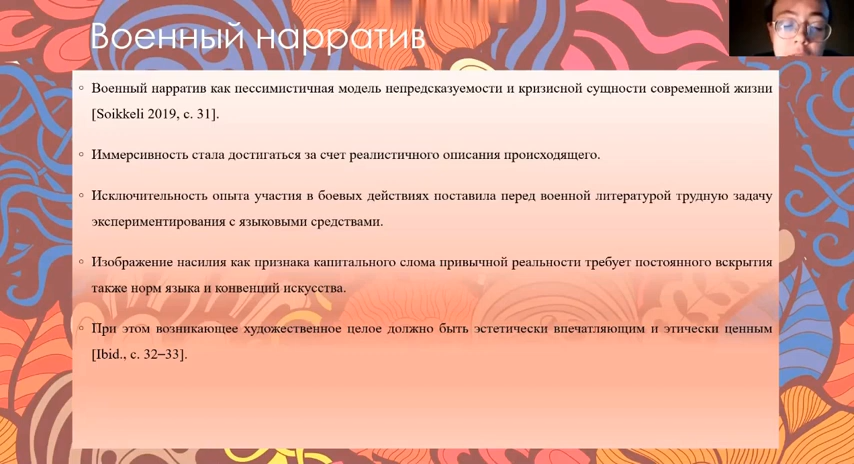 Военный нарратив
Военный нарратив как пессимистичная модель непредсказуемости и кризисной сущности современной жизни
[Soikkeli 2019, с. 31].
Иммерсивность стала достигаться за счет реалистичного описания происходящего.
Исключительность опыта участия в боевых действиях поставила перед военной литературой трудную задачу
экспериментирования с языковыми средствами.
Изображение насилия как признака капитального слома привычной реальности требует постоянного вскрытия
также норм языка и конвенций искусства.
При этом возникающее художественное целое должно быть эстетически впечатляющим и этически ценным
[Ibid., с. 32–33].